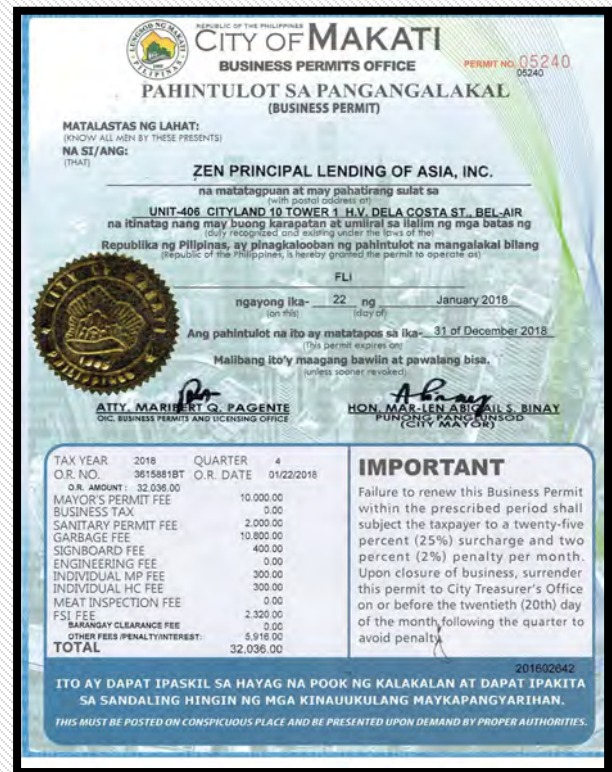 REPUBLIC OF THE PHILIPPINES
CITY OF MAKATI
BUSINESS PERMITS OFFICE
PERMIT NO. 05240
05240
PAHINTULOT SA PANGANGALAKAL
(BUSINESS PERMIT)
MATALASTAS NG LAHAT:
(KNOW ALL MEN BY THESE PRESENTS)
NA SI/ANG:
(THAT)
ZEN PRINCIPAL LENDING OF ASIA, INC.
na matatagpuan at may pahatirang sulat sa
(with postal address at)
UNIT-406 CITYLAND 10 TOWER 1 H.V. DELA COSTA ST., BEL-AIR
na itinatag nang may buong karapatan at umiiral sa ilalim ng mga batas ng
(duly recognized and existing under the laws of the)
Republika ng Pilipinas, ay pinagkalooban ng pahintulot na mangalakal bilang
(Republic of the Philippines, is hereby granted the permit to operate as)
FLI
ngayong ika- 22 ng January 2018
(on this) (day of)
Ang pahintulot na ito ay matatapos sa ika- 31 of December 2018
(This permit expires on)
Malibang ito'y maagang bawiin at pawalang bisa.
(unless sooner revoked)
ATTY. MARIBERT Q. PAGENTE
OIC, BUSINESS PERMITS AND LICENSING OFFICE
HON. MAR-LEN ABIGAIL S. BINAY
PUNONG PANGLUNSOD
(CITY MAYOR)
TAX YEAR 2018 QUARTER 4
O.R. NO. 3615881BT O.R. DATE 01/22/2018
O.R. AMOUNT : 32,036.00
MAYOR'S PERMIT FEE 10,000.00
BUSINESS TAX 0.00
SANITARY PERMIT FEE 2,000.00
GARBAGE FEE 10,800.00
SIGNBOARD FEE 400.00
ENGINEERING FEE 0.00
INDIVIDUAL MP FEE 300.00
INDIVIDUAL HC FEE 300.00
MEAT INSPECTION FEE 0.00
FSI FEE 2,320.00
BARANGAY CLEARANCE FEE 0.00
OTHER FEES /PENALTY/INTEREST: 5,916.00
TOTAL 32,036.00
IMPORTANT
Failure to renew this Business Permit
within the prescribed period shall
subject the taxpayer to a twenty-five
percent (25%) surcharge and two
percent (2%) penalty per month.
Upon closure of business, surrender
this permit to City Treasurer's Office
on or before the twentieth (20th) day
of the month following the quarter to
avoid penalty.
201602642
ITO AY DAPAT IPASKIL SA HAYAG NA POOK NG KALAKALAN AT DAPAT IPAKITA
SA SANDALING HINGIN NG MGA KINAUUKULANG MAYKAPANGYARIHAN.
THIS MUST BE POSTED ON CONSPICUOUS PLACE AND BE PRESENTED UPON DEMAND BY PROPER AUTHORITIES.